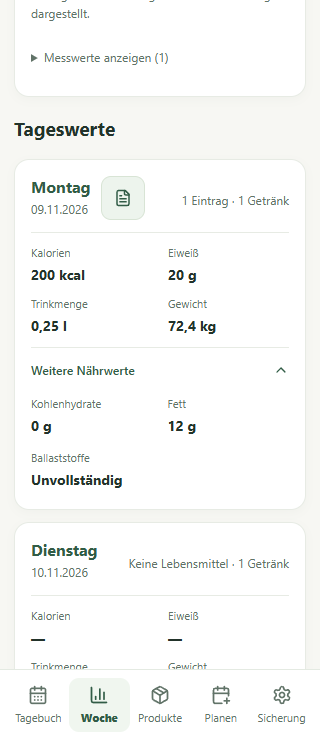 dargestellt.
Messwerte anzeigen (1)
Tageswerte
Montag
09.11.2026
1 Eintrag · 1 Getränk
Kalorien
Eiweiß
200 kcal
20 g
Trinkmenge
Gewicht
0,25 l
72,4 kg
Weitere Nährwerte
Kohlenhydrate
Fett
0 g
12 g
Ballaststoffe
Unvollständig
Dienstag
10.11.2026
Keine Lebensmittel · 1 Getränk
Kalorien
Eiweiß
—
—
Trinkmenge
Gewicht
Tagebuch
Woche
Produkte
Planen
Sicherung